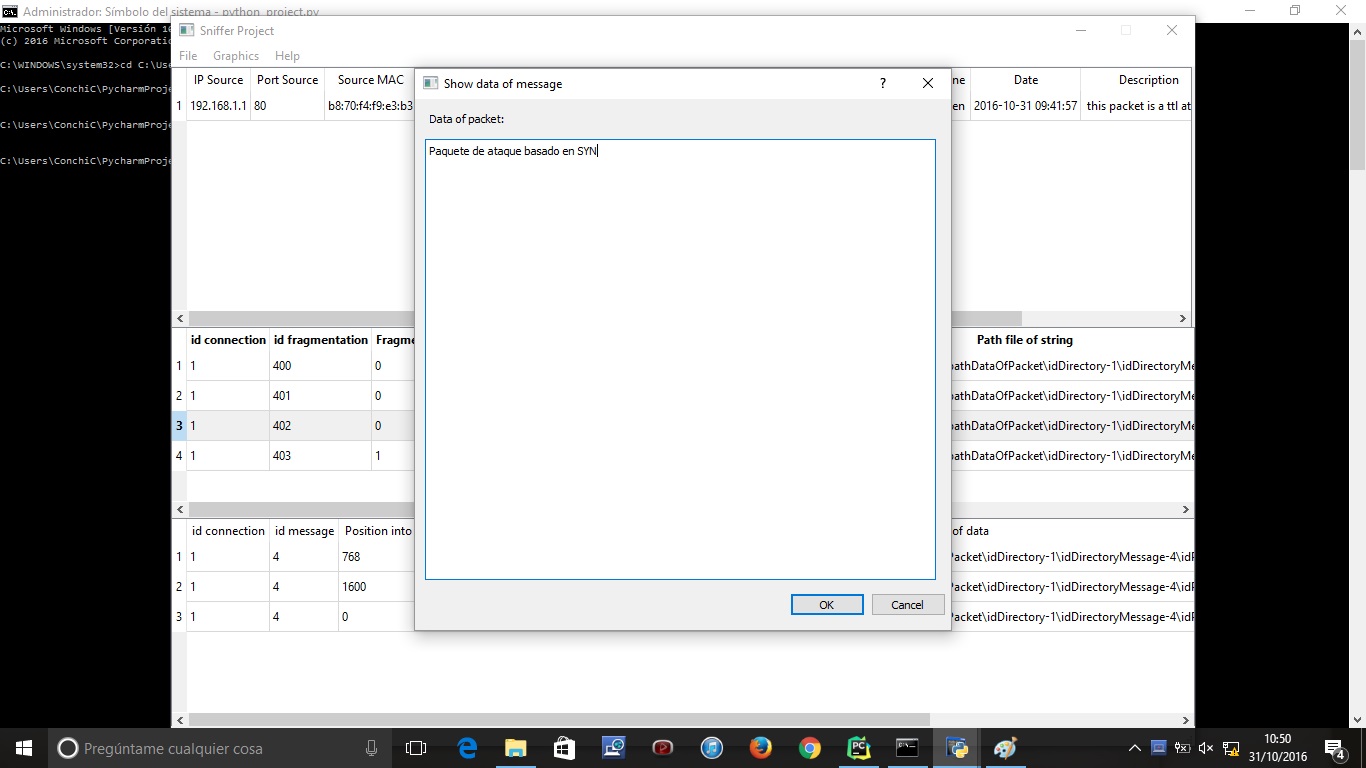 Administrador: Símbolo del sistema - python project.py
Microsoft Windows [Versión 10
(c) 2016 Microsoft Corporatio
C:\WINDOWS\system32>cd C:\Use
C:\Users\ConchiC\PycharmProje
C:\Users\ConchiC\PycharmProje
C:\Users\ConchiC\PycharmProje
Sniffer Project
File Graphics Help
IP Source Port Source Source MAC ne Date Description
1 192.168.1.1 80 b8:70:f4:f9:e3:b3 en 2016-10-31 09:41:57 this packet is a ttl at
Show data of message ?
Data of packet:
Paquete de ataque basado en SYN
OK Cancel
id connection id fragmentation Fragme Path file of string
1 1 400 0 pathDataOfPacket\idDirectory-1\idDirectoryMe
2 1 401 0 pathDataOfPacket\idDirectory-1\idDirectoryMe
3 1 402 0 pathDataOfPacket\idDirectory-1\idDirectoryMe
4 1 403 1 pathDataOfPacket\idDirectory-1\idDirectoryMe
id connection id message Position into of data
1 1 4 768 Packet\idDirectory-1\idDirectoryMessage-4\idP
2 1 4 1600 Packet\idDirectory-1\idDirectoryMessage-4\idP
3 1 4 0 Packet\idDirectory-1\idDirectoryMessage-4\idP
Pregúntame cualquier cosa
10:50
31/10/2016
4